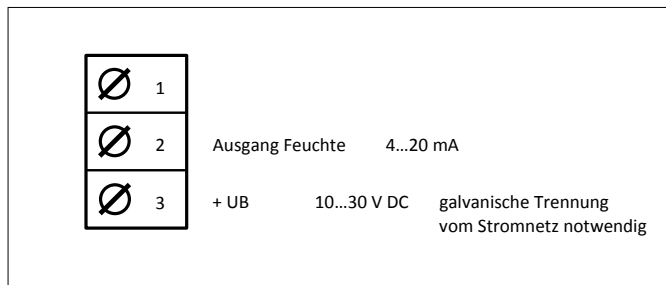 1
2 Ausgang Feuchte 4...20 mA
3 + UB 10...30 V DC galvanische Trennung
vom Stromnetz notwendig